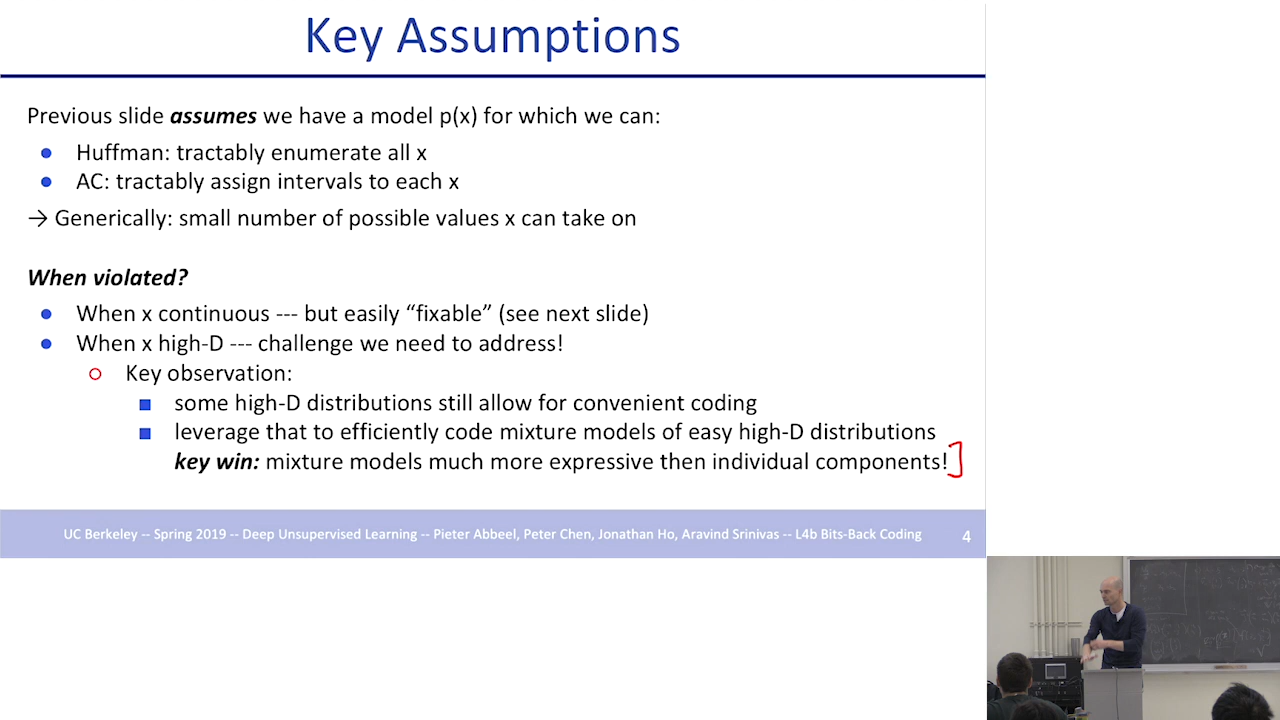 Key Assumptions
Previous slide assumes we have a model p(x) for which we can:
● Huffman: tractably enumerate all x
● AC: tractably assign intervals to each x
→ Generically: small number of possible values x can take on
When violated?
● When x continuous --- but easily “fixable” (see next slide)
● When x high-D --- challenge we need to address!
○ Key observation:
■ some high-D distributions still allow for convenient coding
■ leverage that to efficiently code mixture models of easy high-D distributions
key win: mixture models much more expressive then individual components!
UC Berkeley -- Spring 2019 -- Deep Unsupervised Learning -- Pieter Abbeel, Peter Chen, Jonathan Ho, Aravind Srinivas -- L4b Bits-Back Coding 4